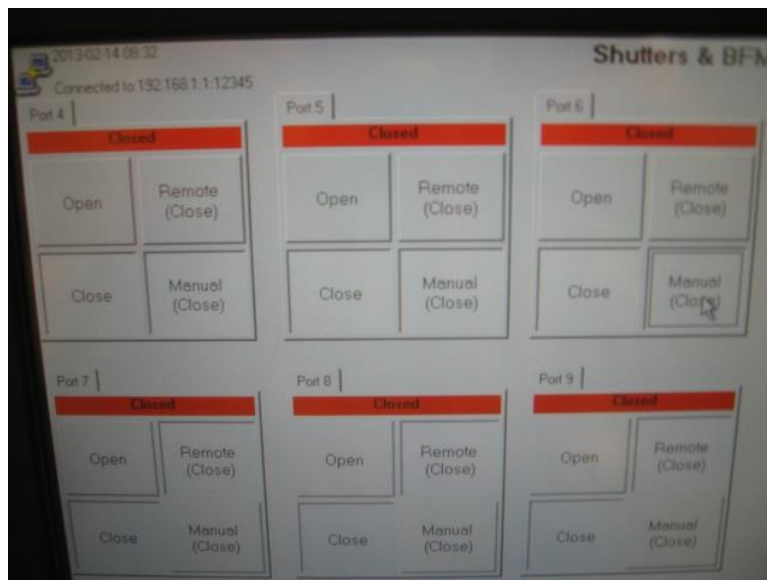 2013-02-14 08:32
Shutters & BFM
Connected to 192.168.1.1:12345
Port 4
Port 5
Port 6
Closed
Closed
Closed
Open
Remote
(Close)
Open
Remote
(Close)
Open
Remote
(Close)
Close
Manual
(Close)
Close
Manual
(Close)
Close
Manual
(Close)
Port 7
Port 8
Port 9
Closed
Closed
Closed
Open
Remote
(Close)
Open
Remote
(Close)
Open
Remote
(Close)
Close
Manual
(Close)
Close
Manual
(Close)
Close
Manual
(Close)